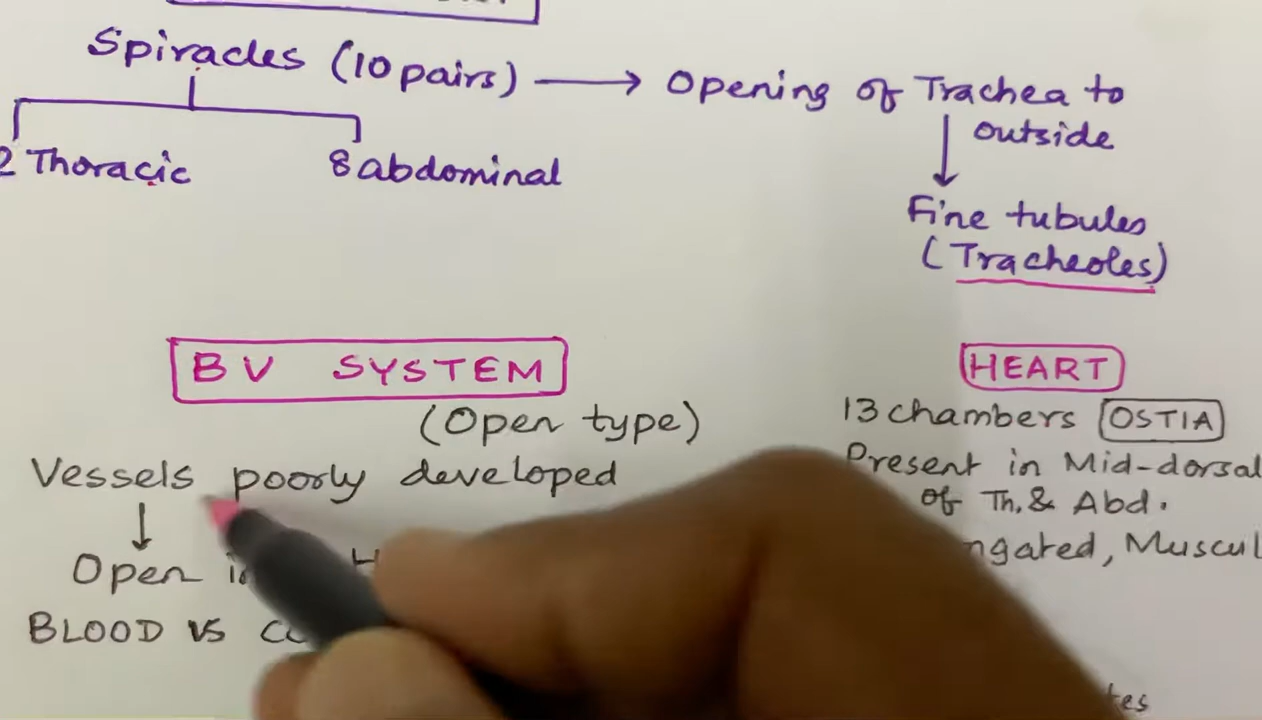 Spiracles (10 pairs) → Opening of Trachea to
outside
2 Thoracic 8 abdominal
Fine tubules
(Tracheoles)
BV SYSTEM
(Open type)
Vessels poorly developed
↓
Open
BLOOD VS
HEART
13 chambers OSTIA
Present in Mid-dorsal
of Th. & Abd.
ngated, Muscul
tes